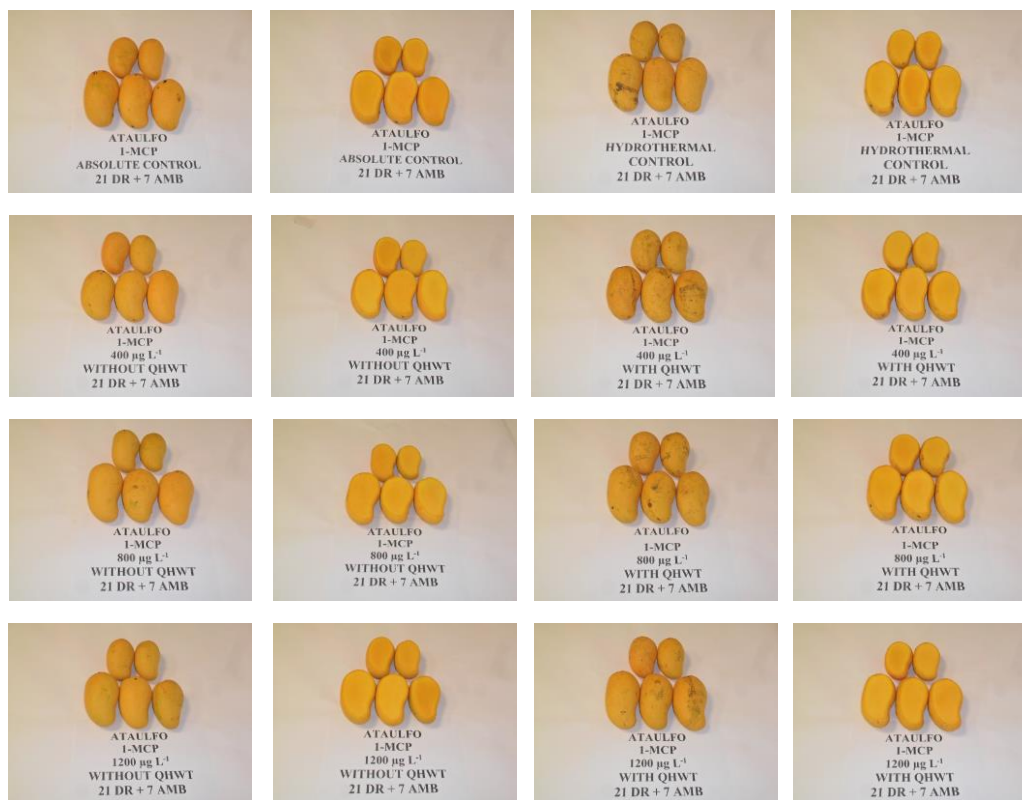 ATAULFO
1-MCP
ABSOLUTE CONTROL
21 DR + 7 AMB
ATAULFO
1-MCP
ABSOLUTE CONTROL
21 DR + 7 AMB
ATAULFO
1-MCP
HYDROTHERMAL
CONTROL
21 DR + 7 AMB
ATAULFO
1-MCP
HYDROTHERMAL
CONTROL
21 DR + 7 AMB
ATAULFO
1-MCP
400 µg L⁻¹
WITHOUT QHWT
21 DR + 7 AMB
ATAULFO
1-MCP
400 µg L⁻¹
WITHOUT QHWT
21 DR + 7 AMB
ATAULFO
1-MCP
400 µg L⁻¹
WITH QHWT
21 DR + 7 AMB
ATAULFO
1-MCP
400 µg L⁻¹
WITH QHWT
21 DR + 7 AMB
ATAULFO
1-MCP
800 µg L⁻¹
WITHOUT QHWT
21 DR + 7 AMB
ATAULFO
1-MCP
800 µg L⁻¹
WITHOUT QHWT
21 DR + 7 AMB
ATAULFO
1-MCP
800 µg L⁻¹
WITH QHWT
21 DR + 7 AMB
ATAULFO
1-MCP
800 µg L⁻¹
WITH QHWT
21 DR + 7 AMB
ATAULFO
1-MCP
1200 µg L⁻¹
WITHOUT QHWT
21 DR + 7 AMB
ATAULFO
1-MCP
1200 µg L⁻¹
WITHOUT QHWT
21 DR + 7 AMB
ATAULFO
1-MCP
1200 µg L⁻¹
WITH QHWT
21 DR + 7 AMB
ATAULFO
1-MCP
1200 µg L⁻¹
WITH QHWT
21 DR + 7 AMB